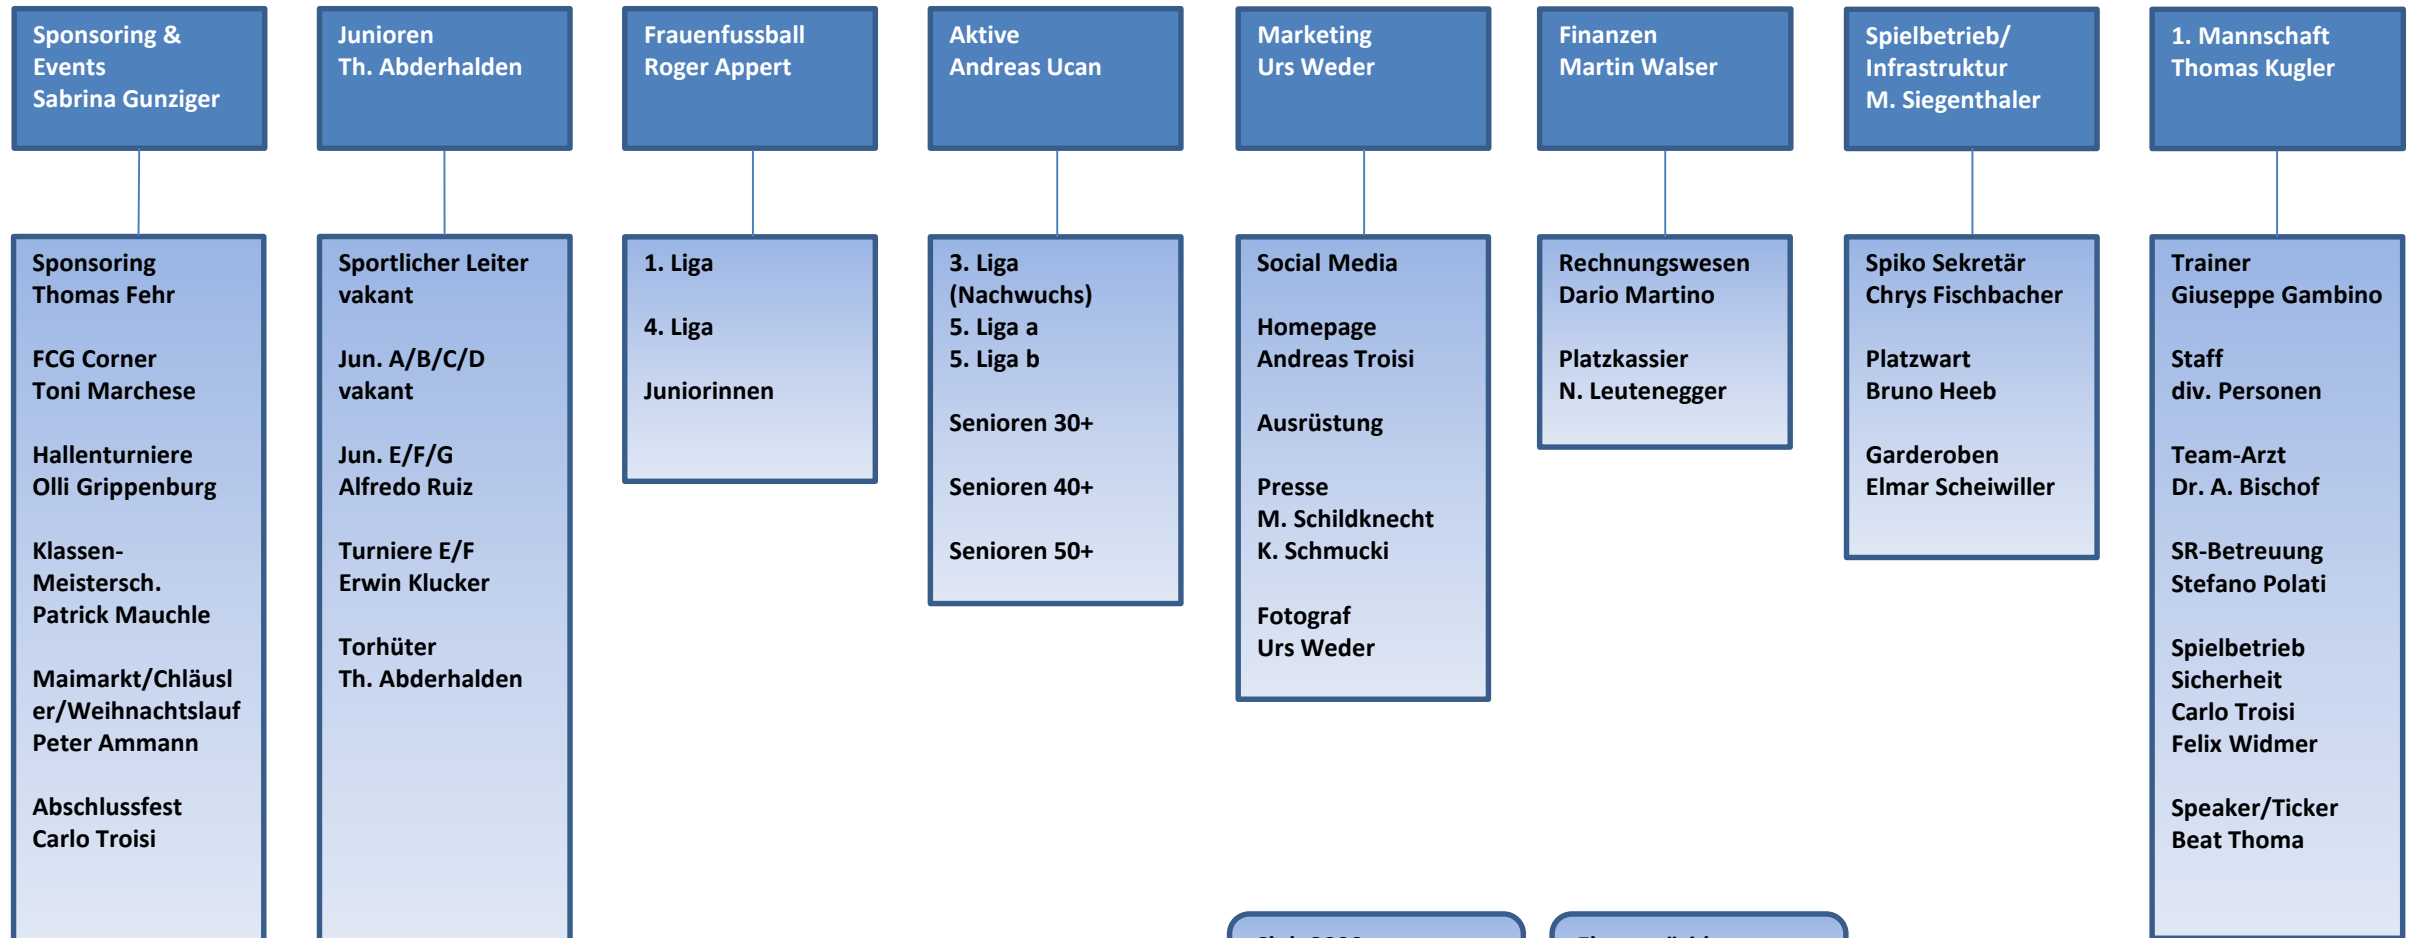 Sponsoring &
Events
Sabrina Gunziger
Junioren
Th. Abderhalden
Frauenfussball
Roger Appert
Aktive
Andreas Ucan
Marketing
Urs Weder
Finanzen
Martin Walser
Spielbetrieb/
Infrastruktur
M. Siegenthaler
1. Mannschaft
Thomas Kugler
Sponsoring
Thomas Fehr
FCG Corner
Toni Marchese
Hallenturniere
Olli Grippenburg
Klassen-
Meistersch.
Patrick Mauchle
Maimarkt/Chläusl
er/Weihnachtslauf
Peter Ammann
Abschlussfest
Carlo Troisi
Sportlicher Leiter
vakant
Jun. A/B/C/D
vakant
Jun. E/F/G
Alfredo Ruiz
Turniere E/F
Erwin Klucker
Torhüter
Th. Abderhalden
1. Liga
4. Liga
Juniorinnen
3. Liga
(Nachwuchs)
5. Liga a
5. Liga b
Senioren 30+
Senioren 40+
Senioren 50+
Social Media
Homepage
Andreas Troisi
Ausrüstung
Presse
M. Schildknecht
K. Schmucki
Fotograf
Urs Weder
Rechnungswesen
Dario Martino
Platzkassier
N. Leutenegger
Spiko Sekretär
Chrys Fischbacher
Platzwart
Bruno Heeb
Garderoben
Elmar Scheiwiller
Trainer
Giuseppe Gambino
Staff
div. Personen
Team-Arzt
Dr. A. Bischof
SR-Betreuung
Stefano Polati
Spielbetrieb
Sicherheit
Carlo Troisi
Felix Widmer
Speaker/Ticker
Beat Thoma